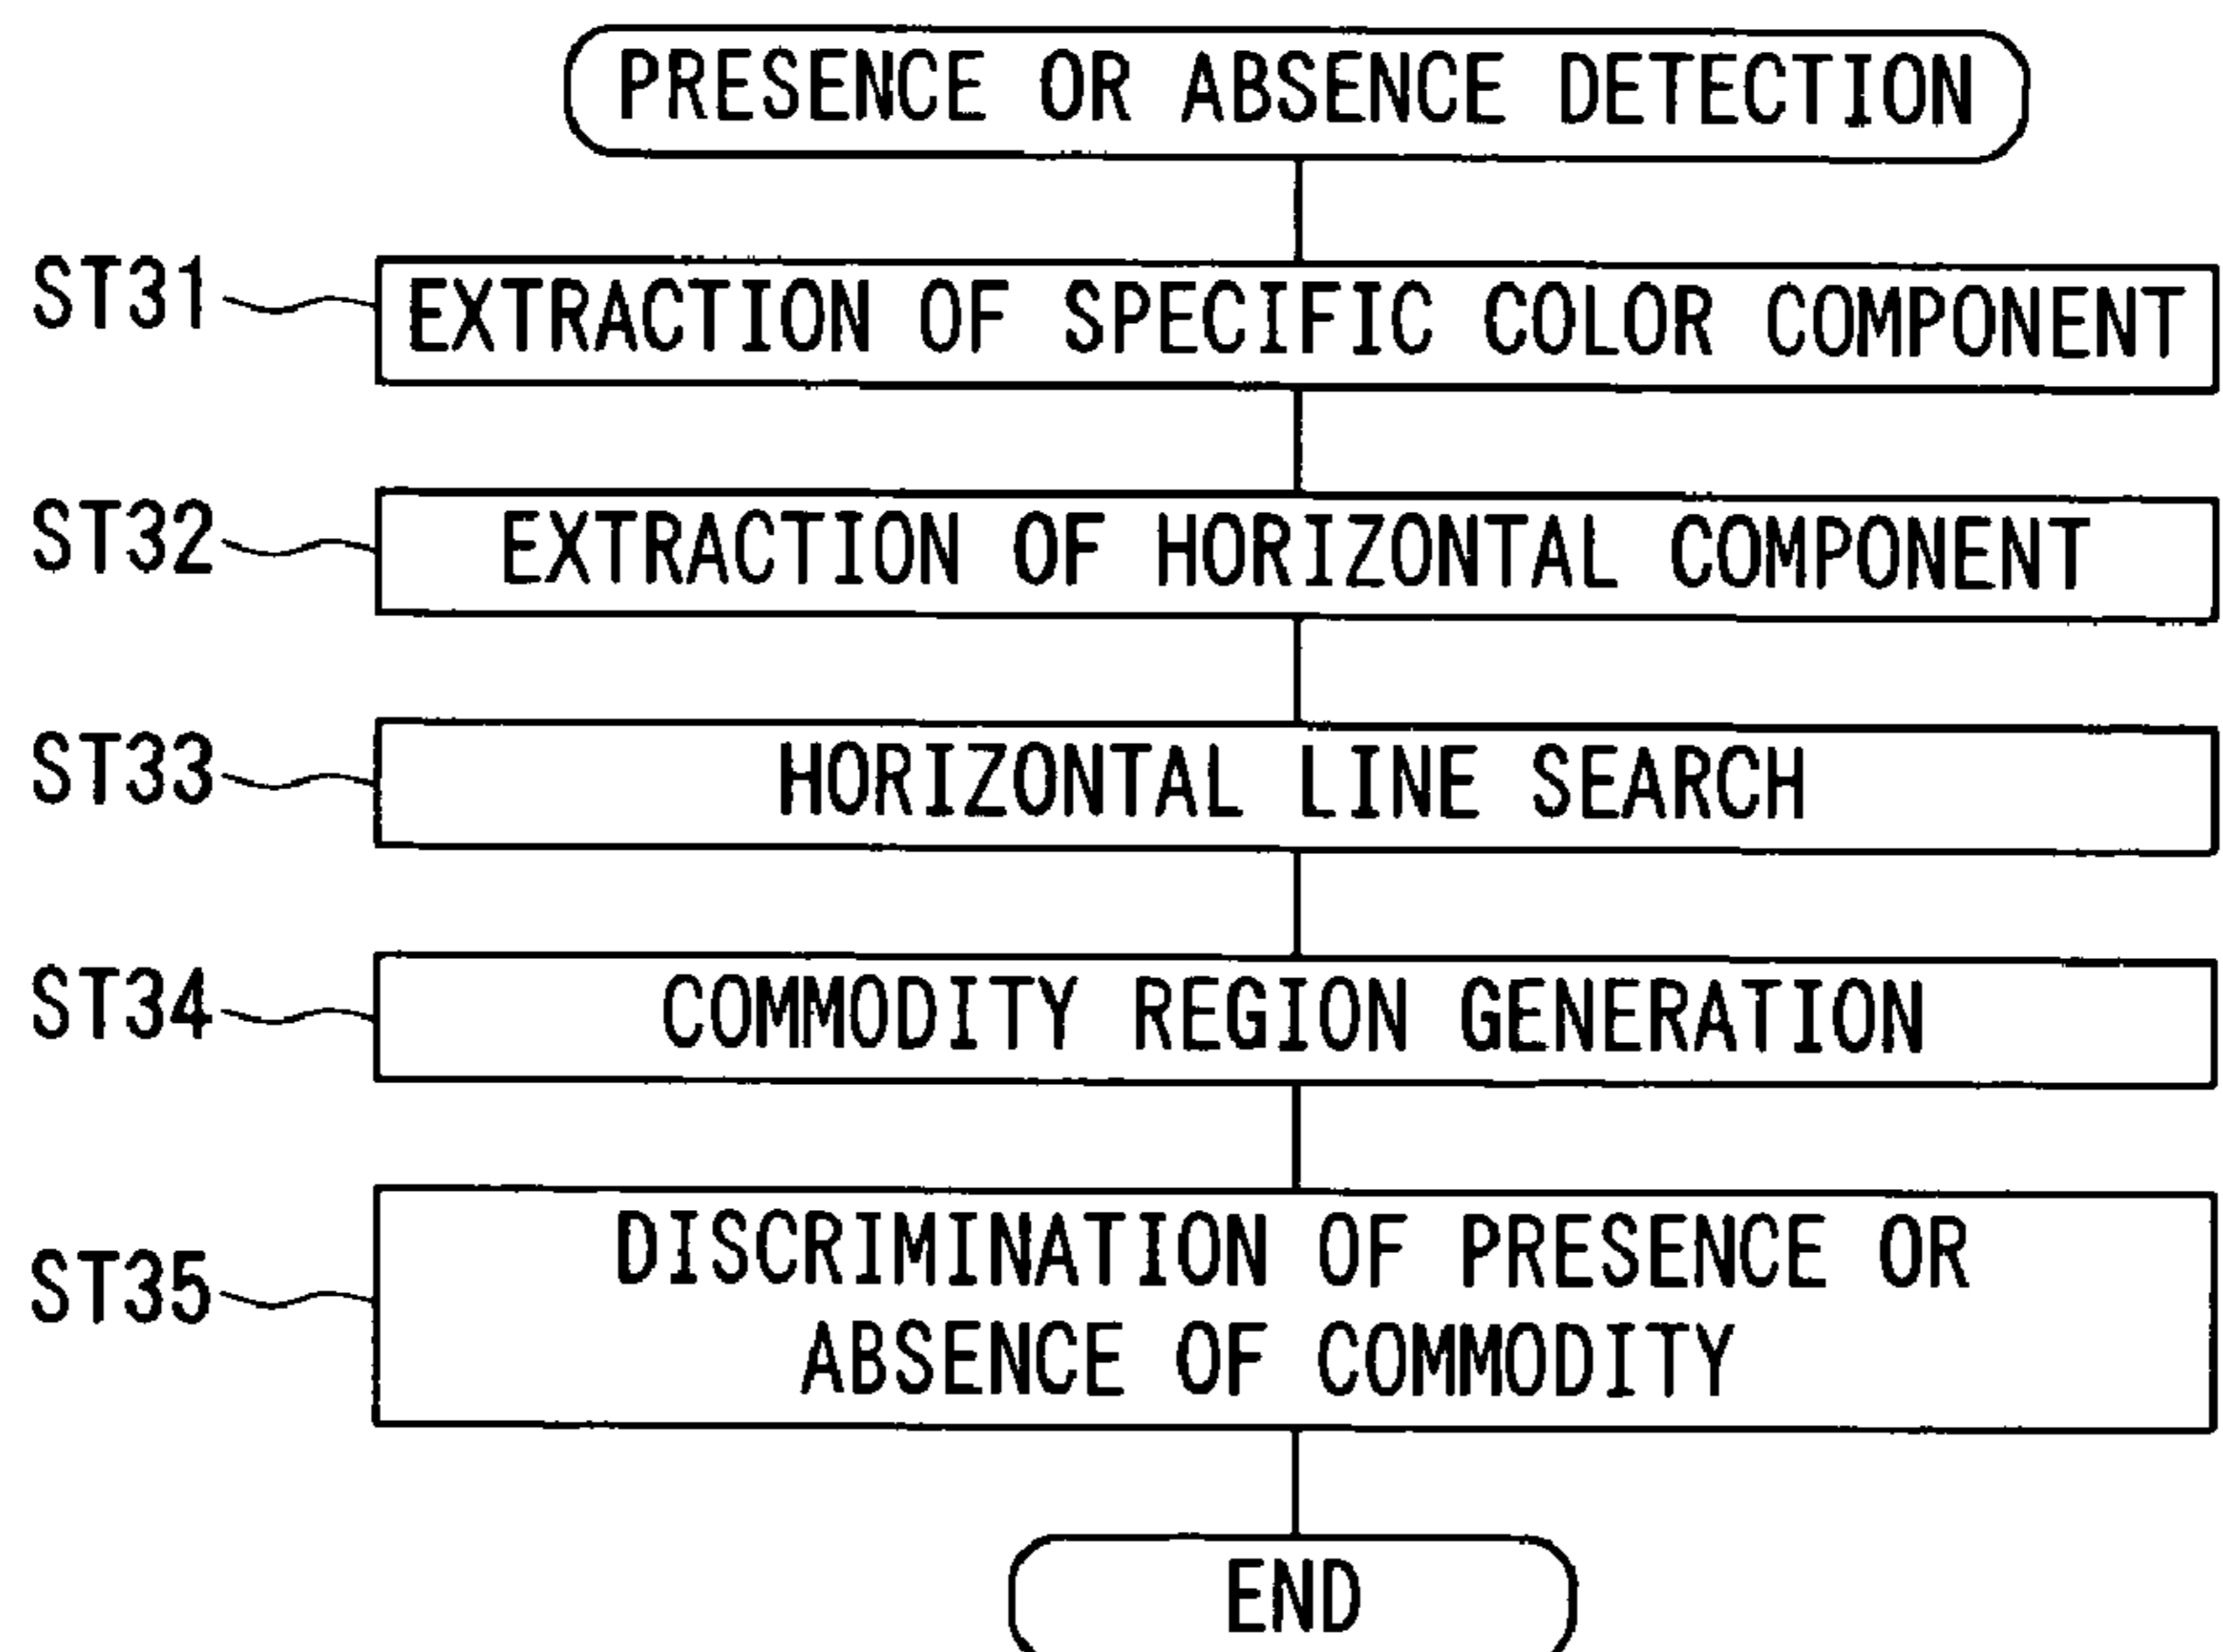 PRESENCE OR ABSENCE DETECTION
ST31
EXTRACTION OF SPECIFIC COLOR COMPONENT
ST32
EXTRACTION OF HORIZONTAL COMPONENT
ST33
HORIZONTAL LINE SEARCH
ST34
COMMODITY REGION GENERATION
ST35
DISCRIMINATION OF PRESENCE OR
ABSENCE OF COMMODITY
END